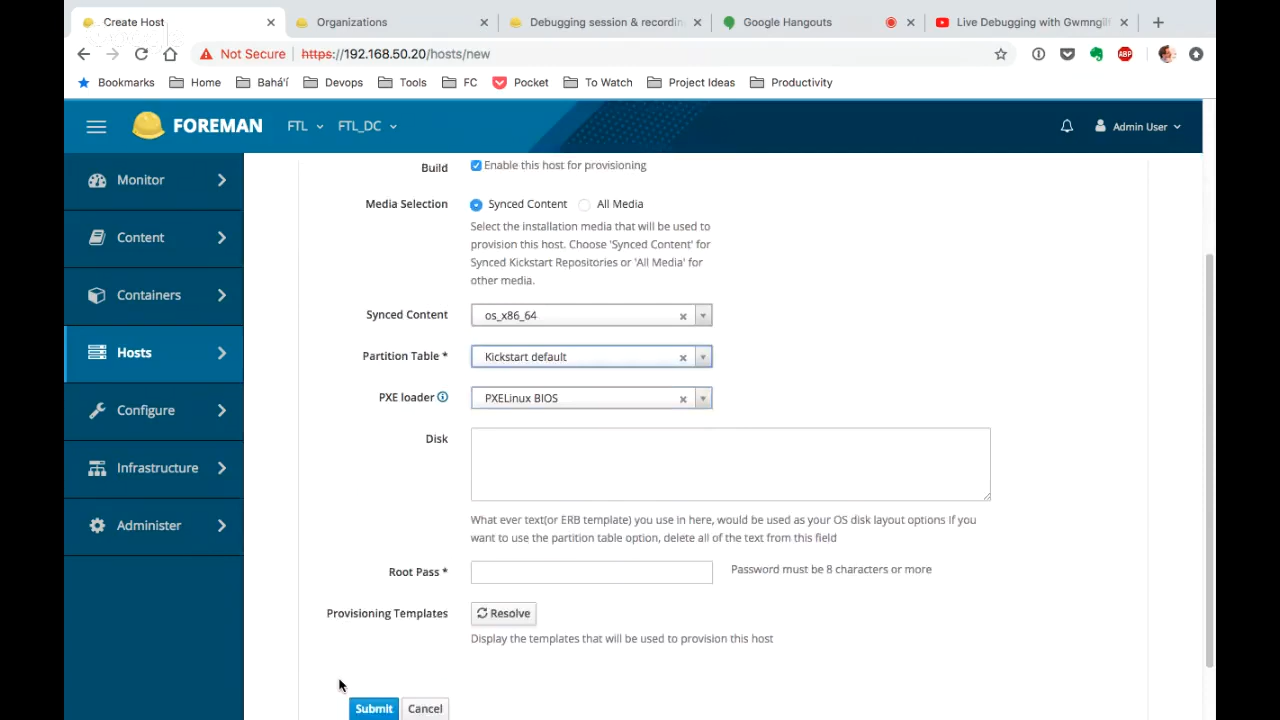 Create Host
Organizations
Debugging session & recordin
Google Hangouts
Live Debugging with Gwmngil
Not Secure https://192.168.50.20/hosts/new
Bookmarks Home Bahá'í Devops Tools FC Pocket To Watch Project Ideas Productivity
FOREMAN FTL FTL_DC Admin User
Monitor
Content
Containers
Hosts
Configure
Infrastructure
Administer
Build Enable this host for provisioning
Media Selection Synced Content All Media
Select the installation media that will be used to
provision this host. Choose 'Synced Content' for
Synced Kickstart Repositories or 'All Media' for
other media.
Synced Content os_x86_64
Partition Table * Kickstart default
PXE loader PXELinux BIOS
Disk
What ever text(or ERB template) you use in here, would be used as your OS disk layout options If you
want to use the partition table option, delete all of the text from this field
Root Pass * Password must be 8 characters or more
Provisioning Templates Resolve
Display the templates that will be used to provision this host
Submit Cancel